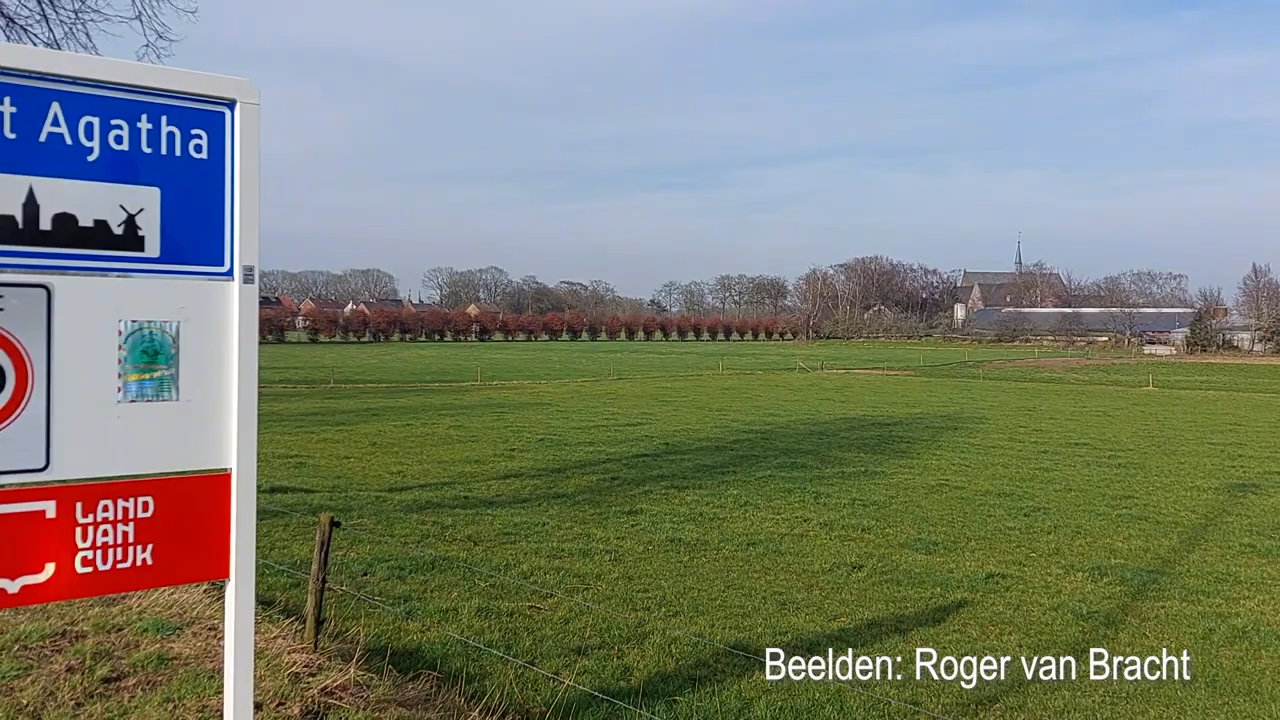 t Agatha
LAND
VAN
CUIJK
Beelden: Roger van Bracht